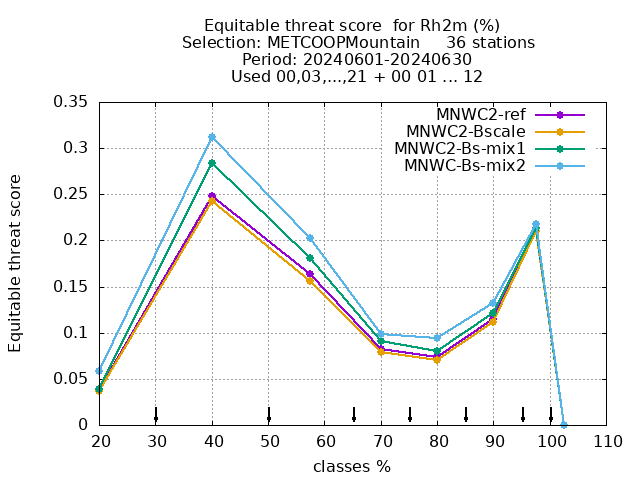 Equitable threat score  for Rh2m (%)
Selection: METCOOPMountain     36 stations
Period: 20240601-20240630
Used 00,03,...,21 + 00 01 ... 12
MNWC2-ref
MNWC2-Bscale
MNWC2-Bs-mix1
MNWC-Bs-mix2
0.35
0.3
0.25
0.2
0.15
0.1
0.05
0
Equitable threat score
20 30 40 50 60 70 80 90 100 110
classes %